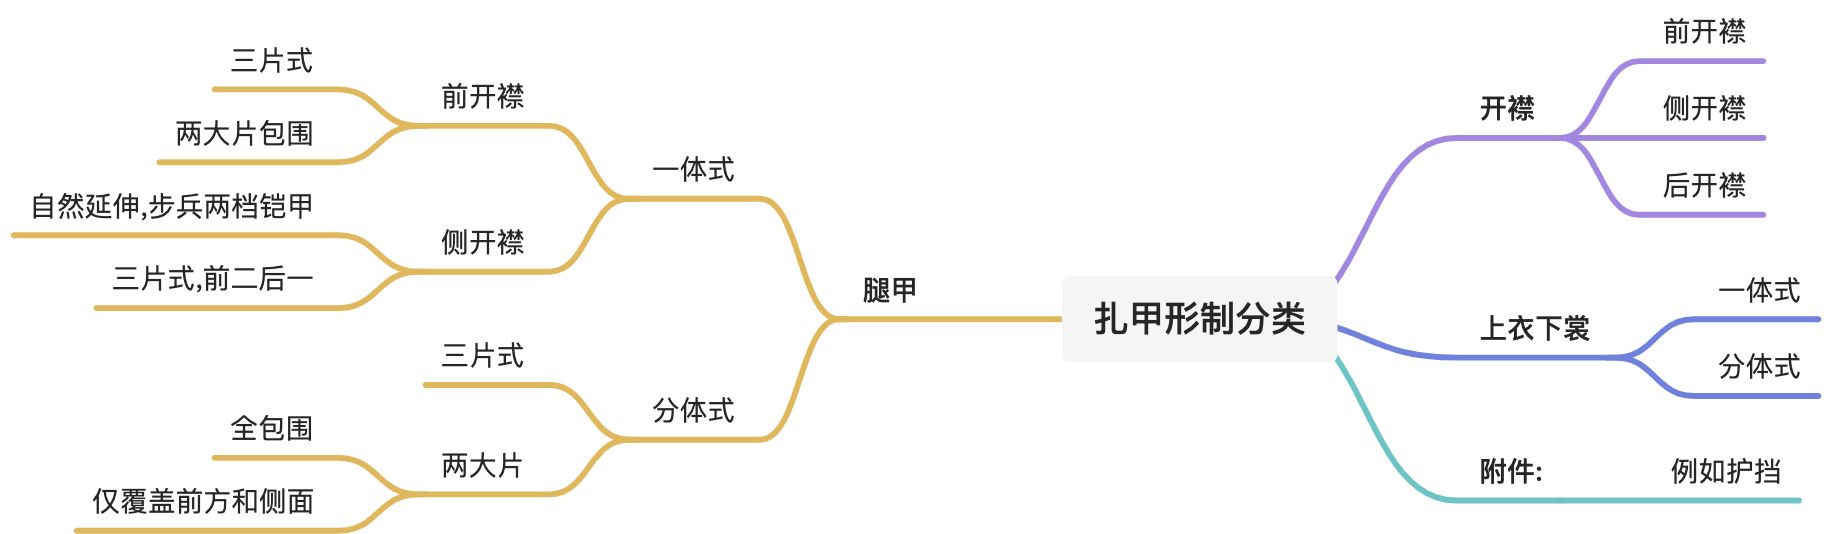 扎甲形制分类
开襟
前开襟
侧开襟
后开襟
上衣下裳
一体式
分体式
附件:
例如护挡
腿甲
一体式
前开襟
三片式
两大片包围
侧开襟
自然延伸,步兵两档铠甲
三片式,前二后一
分体式
三片式
两大片
全包围
仅覆盖前方和侧面